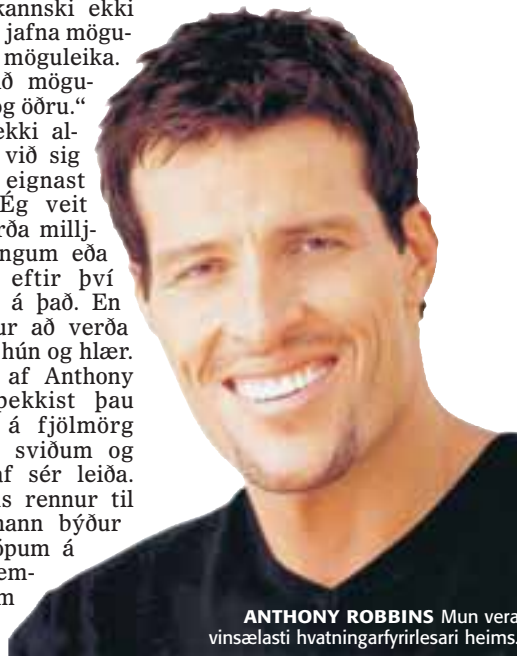 kannski ekki
jafna mögu-
möguleika.
ið mögu-
og öðru.“
ekki al-
við sig
eignast
Ég veit
rða millj-
ngum eða
eftir því
á það. En
ur að verða
hún og hlær.
af Anthony
þekkist þau
á fjölmörg
sviðum og
af sér leiða.
s rennur til
hann býður
ópum á
em-
m
ANTHONY ROBBINS Mun vera
vinsælasti hvatningarfyrirlesari heims.